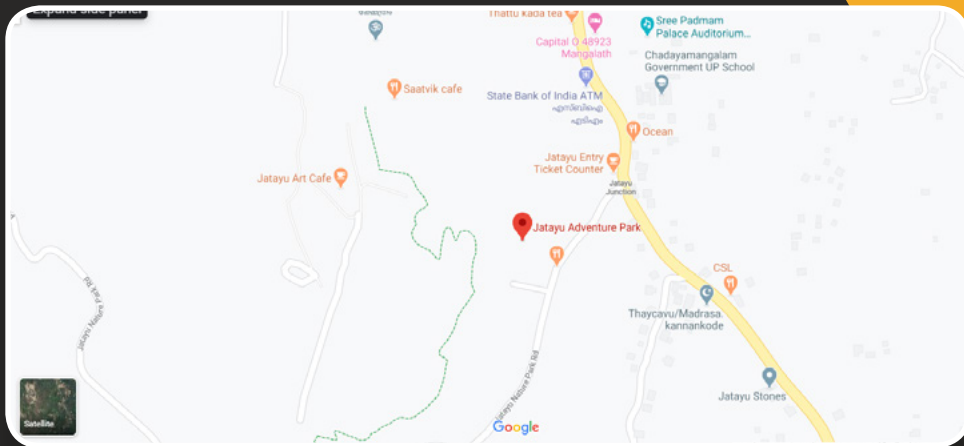 Expand side panel
Thattu kada tea
Capital O 48923
Mangalath
Sree Padmam
Palace Auditorium...
Chadayamangalam
Government UP School
Saatvik cafe
State Bank of India ATM
എസ്ബിഐ
എടിഎം
Ocean
Jatayu Entry
Ticket Counter
Jatayu Art Cafe
Jatayu
Junction
Jatayu Adventure Park
CSL
Thaycavu/Madrasa.
kannankode
Jatayu Nature Park Rd
Jatayu Nature Park Rd
Jatayu Stones
Satellite
Google